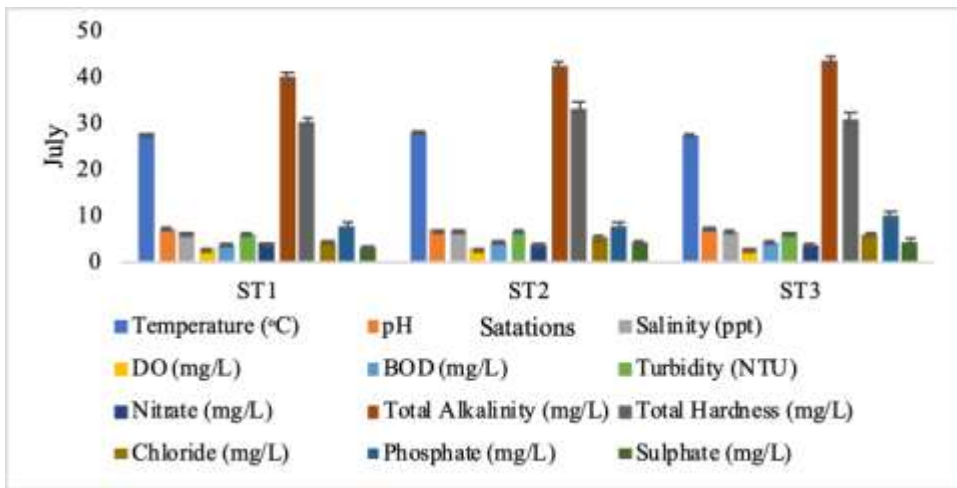 50
40
30
20
10
0
July
ST1 ST2 ST3
Satations
Temperature (ºC) pH Salinity (ppt)
DO (mg/L) BOD (mg/L) Turbidity (NTU)
Nitrate (mg/L) Total Alkalinity (mg/L) Total Hardness (mg/L)
Chloride (mg/L) Phosphate (mg/L) Sulphate (mg/L)